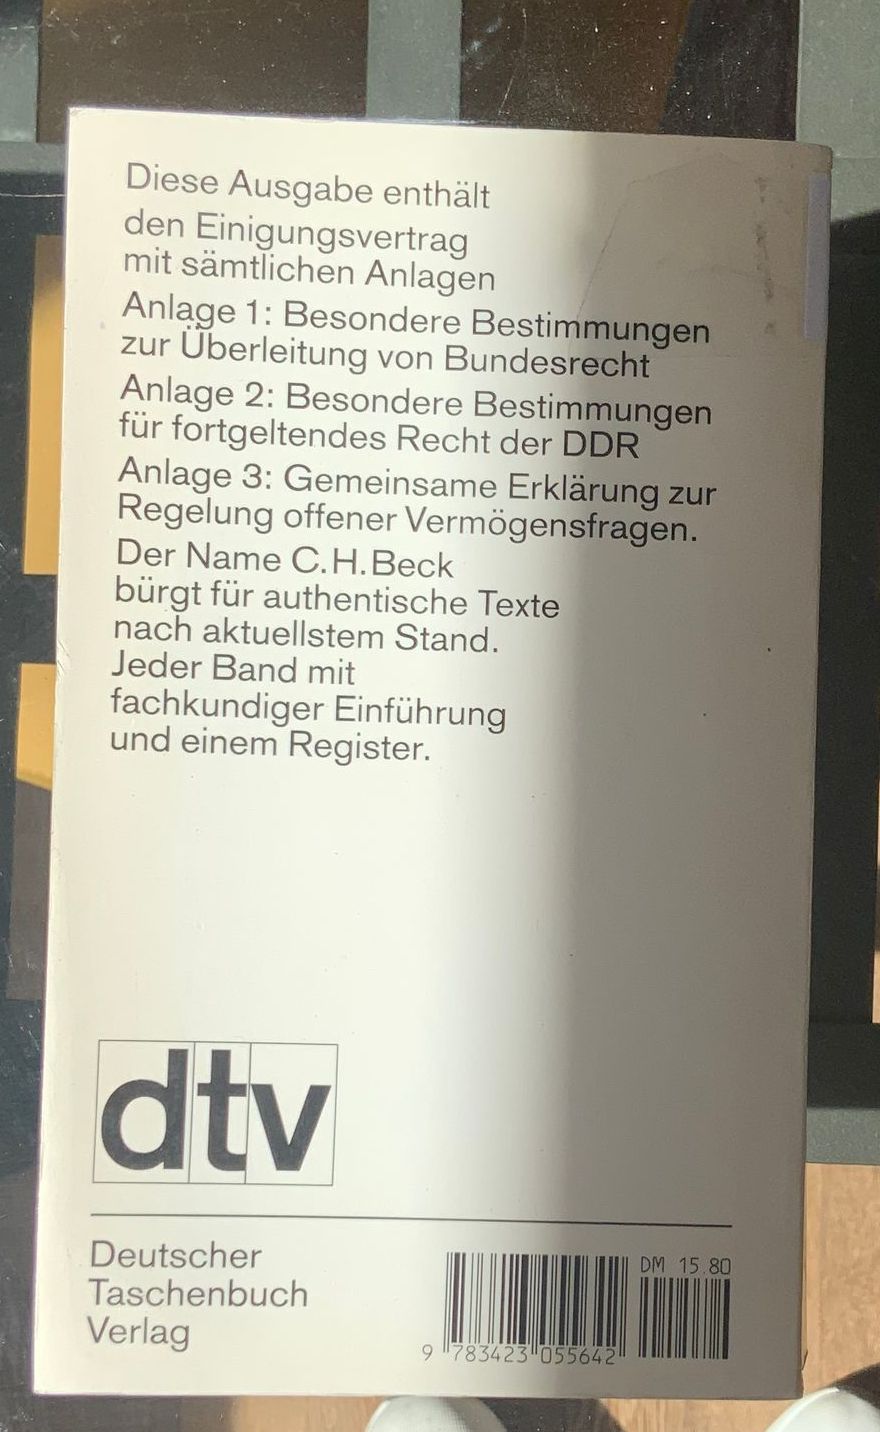 Diese Ausgabe enthält
den Einigungsvertrag
mit sämtlichen Anlagen
Anlage 1: Besondere Bestimmungen
zur Überleitung von Bundesrecht
Anlage 2: Besondere Bestimmungen
für fortgeltendes Recht der DDR
Anlage 3: Gemeinsame Erklärung zur
Regelung offener Vermögensfragen.
Der Name C.H.Beck
bürgt für authentische Texte
nach aktuellstem Stand.
Jeder Band mit
fachkundiger Einführung
und einem Register.
dtv
Deutscher
Taschenbuch
Verlag
DM 15.80
9 783423 055642